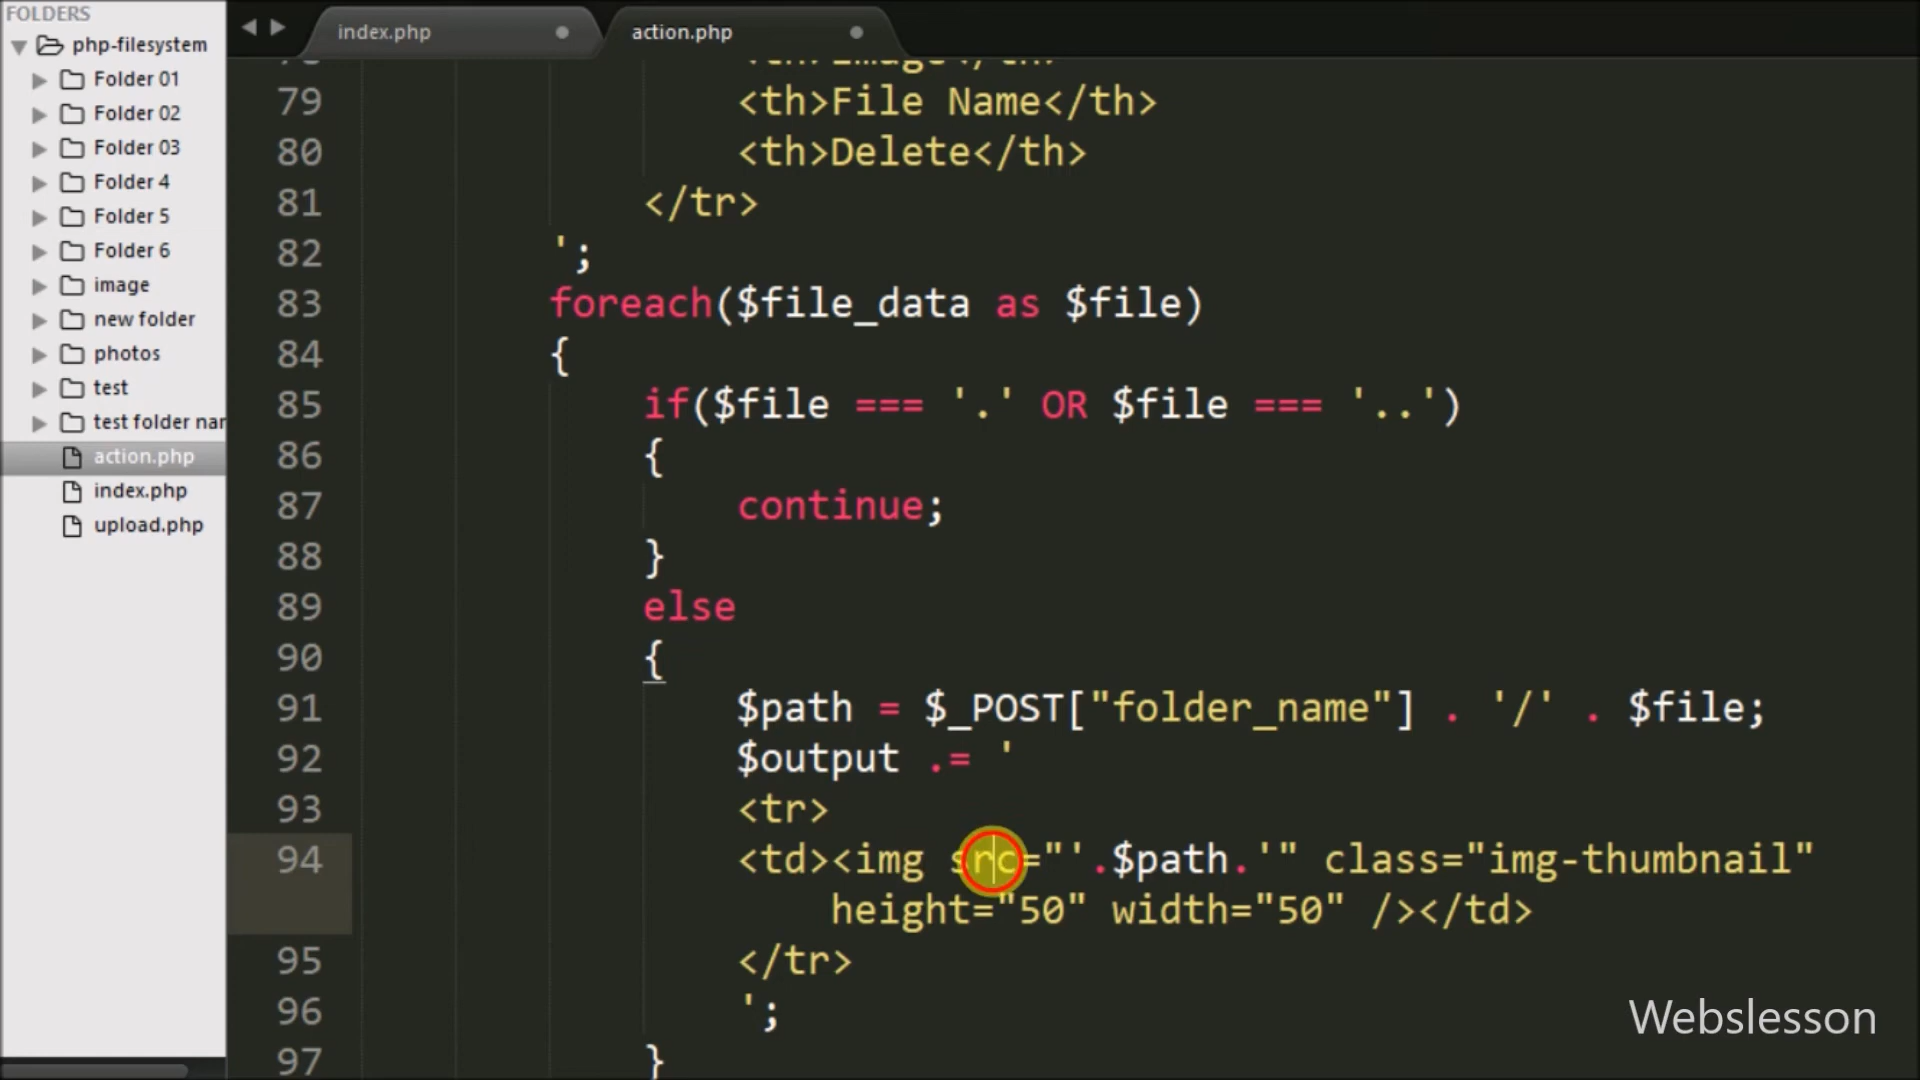 FOLDERS
php-filesystem
Folder 01
Folder 02
Folder 03
Folder 4
Folder 5
Folder 6
image
new folder
photos
test
test folder nar
action.php
index.php
upload.php
index.php
action.php
79 <th>File Name</th>
80 <th>Delete</th>
81 </tr>
82 ';
83 foreach($file_data as $file)
84 {
85 if($file === '.' OR $file === '..')
86 {
87 continue;
88 }
89 else
90 {
91 $path = $_POST["folder_name"] . '/' . $file;
92 $output .= '
93 <tr>
94 <td><img src="'.$path.'" class="img-thumbnail"
height="50" width="50" /></td>
95 </tr>
96 ';
97 }
Webslesson